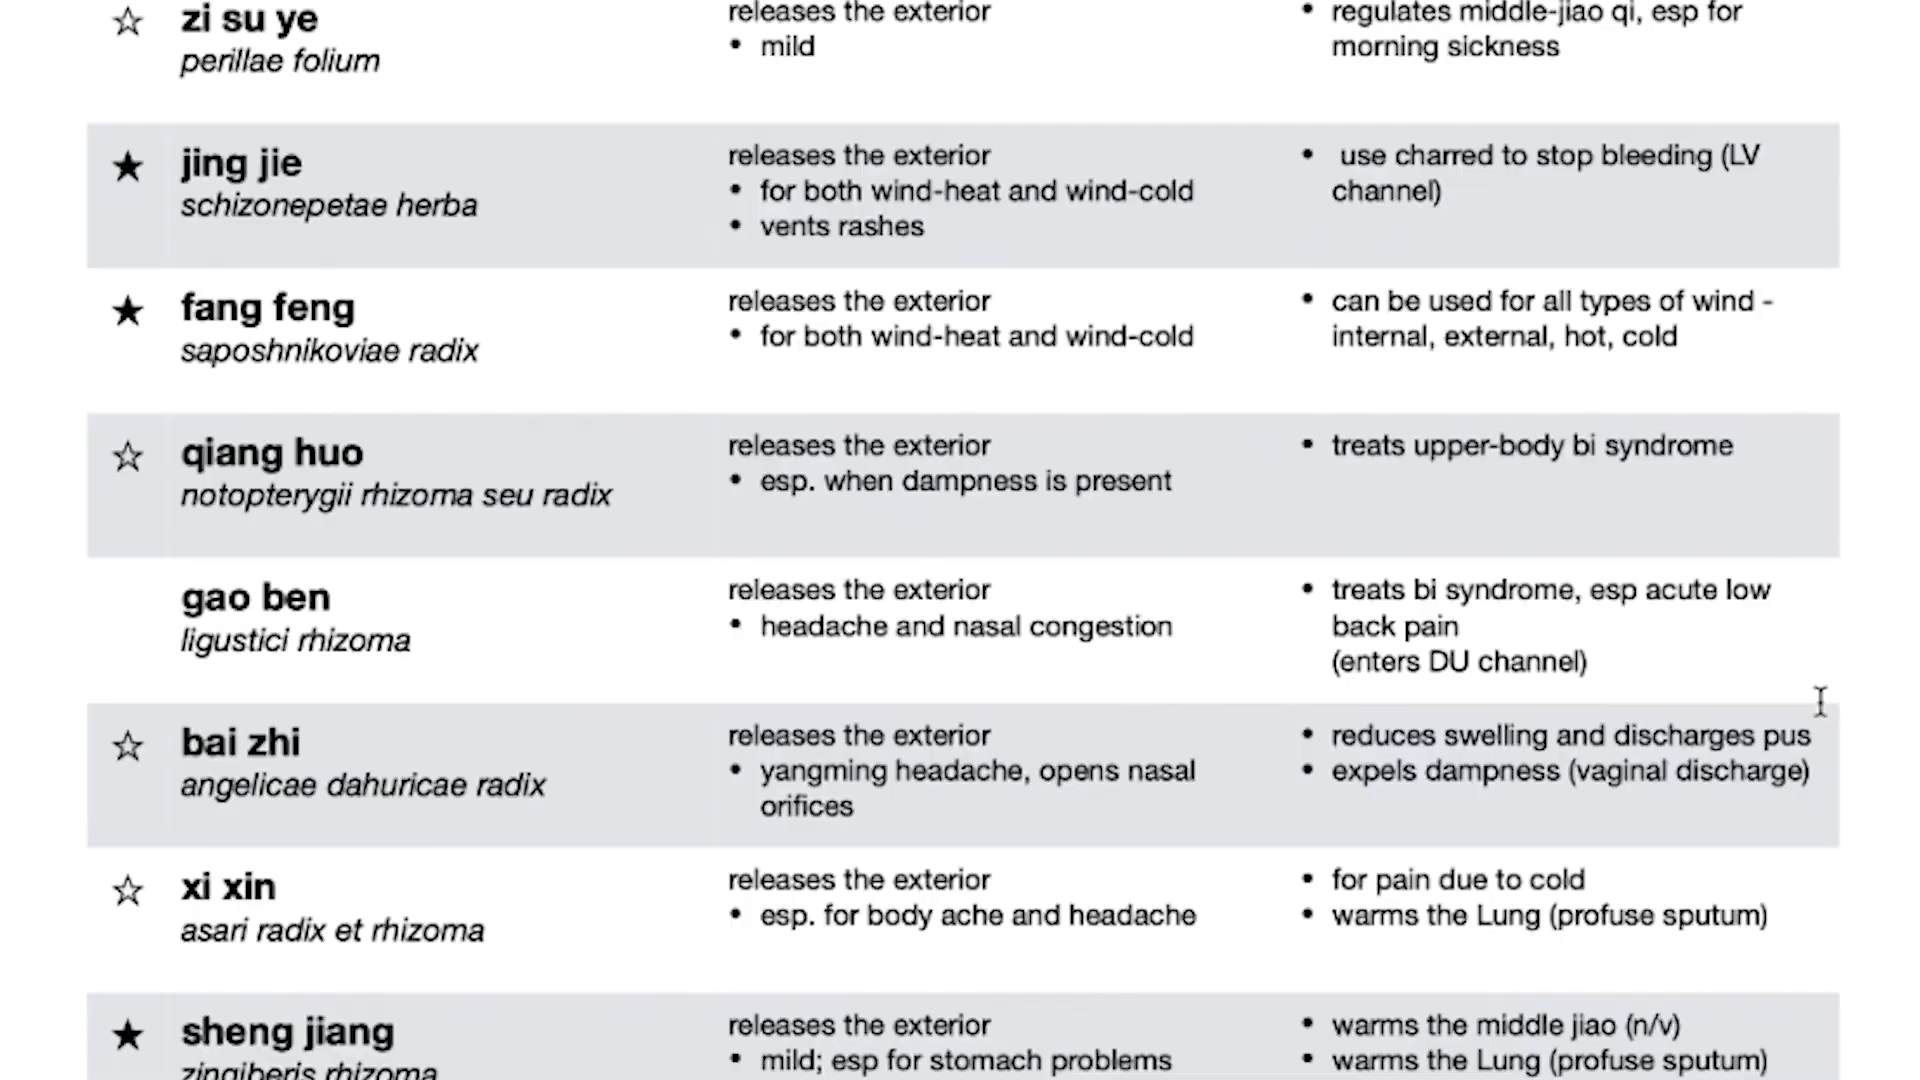 ☆ zi su ye
perillae folium
releases the exterior
• mild
• regulates middle-jiao qi, esp for
morning sickness
★ jing jie
schizonepetae herba
releases the exterior
• for both wind-heat and wind-cold
• vents rashes
• use charred to stop bleeding (LV
channel)
★ fang feng
saposhnikoviae radix
releases the exterior
• for both wind-heat and wind-cold
• can be used for all types of wind -
internal, external, hot, cold
☆ qiang huo
notopterygii rhizoma seu radix
releases the exterior
• esp. when dampness is present
• treats upper-body bi syndrome
gao ben
ligustici rhizoma
releases the exterior
• headache and nasal congestion
• treats bi syndrome, esp acute low
back pain
(enters DU channel)
☆ bai zhi
angelicae dahuricae radix
releases the exterior
• yangming headache, opens nasal
orifices
• reduces swelling and discharges pus
• expels dampness (vaginal discharge)
☆ xi xin
asari radix et rhizoma
releases the exterior
• esp. for body ache and headache
• for pain due to cold
• warms the Lung (profuse sputum)
★ sheng jiang
zingiberis rhizoma
releases the exterior
• mild; esp for stomach problems
• warms the middle jiao (n/v)
• warms the Lung (profuse sputum)